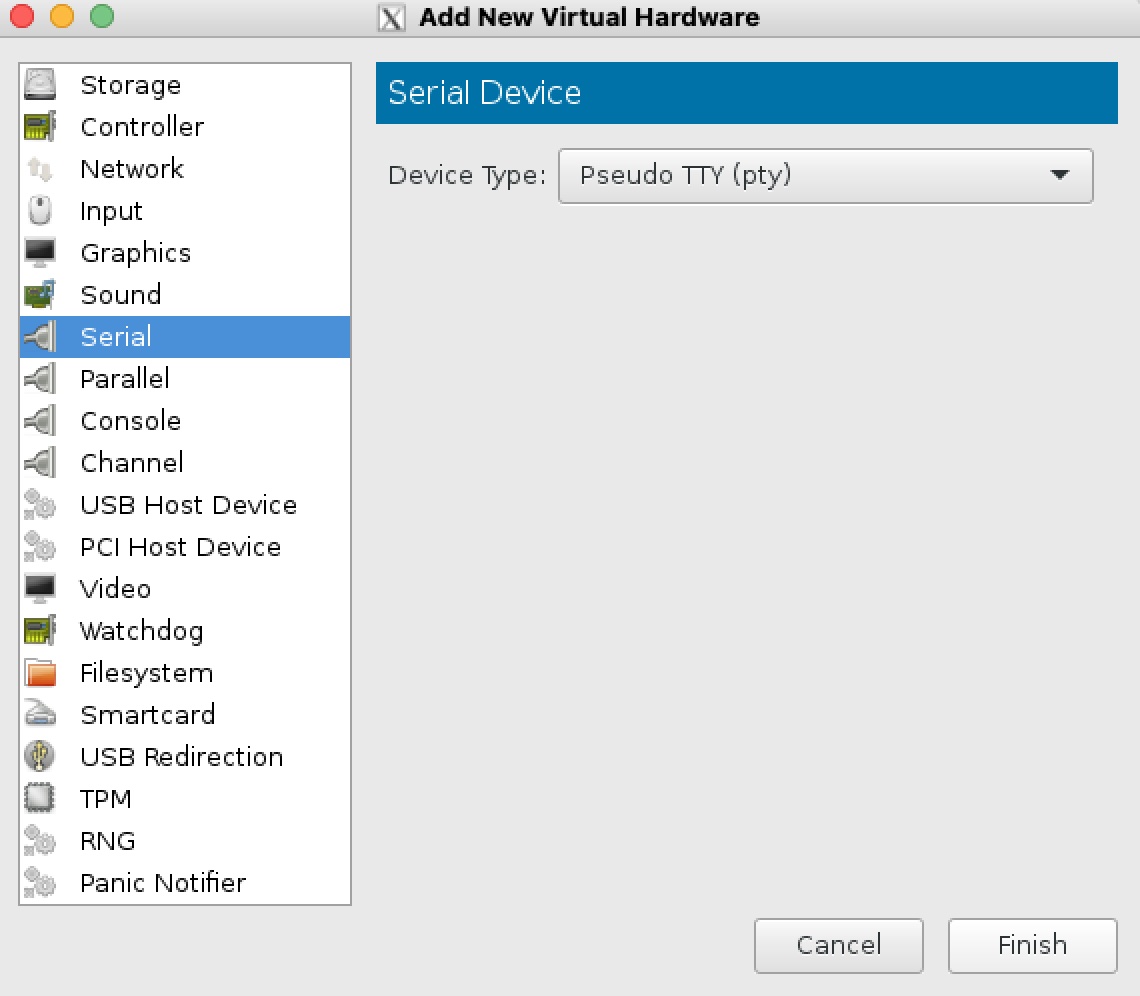 Add New Virtual Hardware
Storage
Controller
Network
Input
Graphics
Sound
Serial
Parallel
Console
Channel
USB Host Device
PCI Host Device
Video
Watchdog
Filesystem
Smartcard
USB Redirection
TPM
RNG
Panic Notifier
Serial Device
Device Type: Pseudo TTY (pty)
Cancel Finish